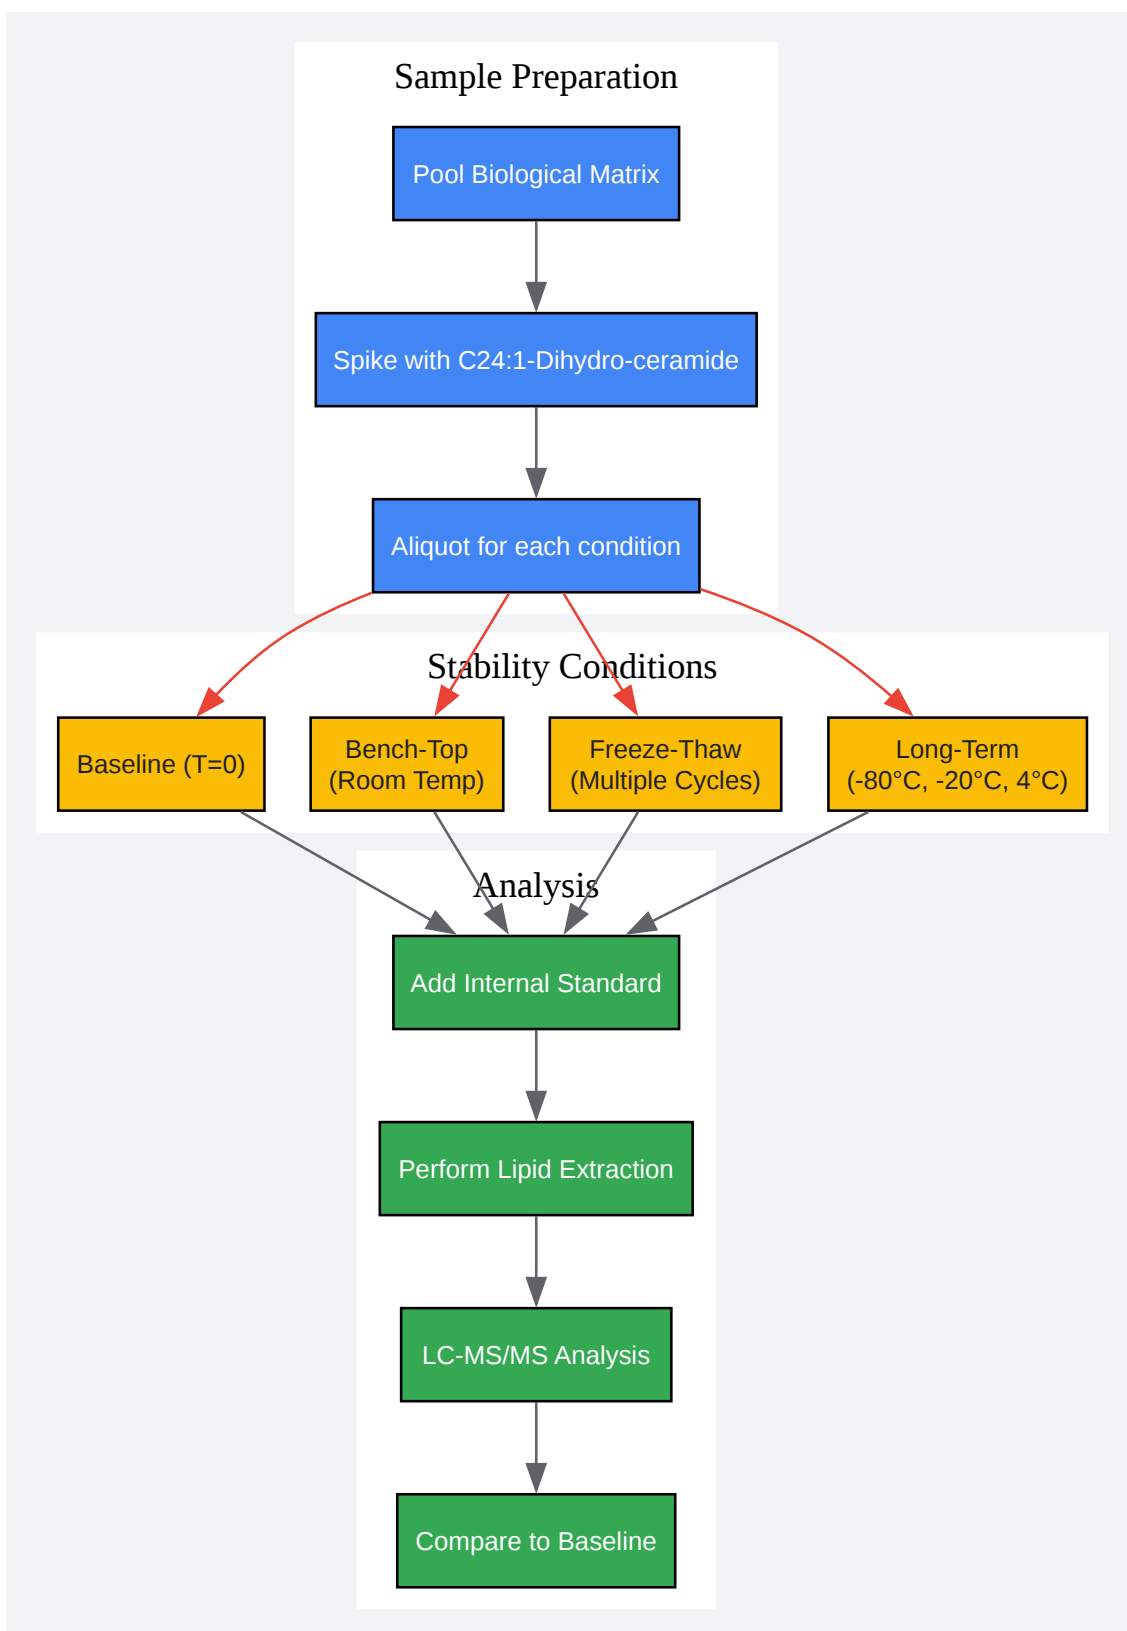 Sample Preparation
Pool Biological Matrix
Spike with C24:1-Dihydro-ceramide
Aliquot for each condition
Stability Conditions
Baseline (T=0)
Bench-Top
(Room Temp)
Freeze-Thaw
(Multiple Cycles)
Long-Term
(-80°C, -20°C, 4°C)
Analysis
Add Internal Standard
Perform Lipid Extraction
LC-MS/MS Analysis
Compare to Baseline